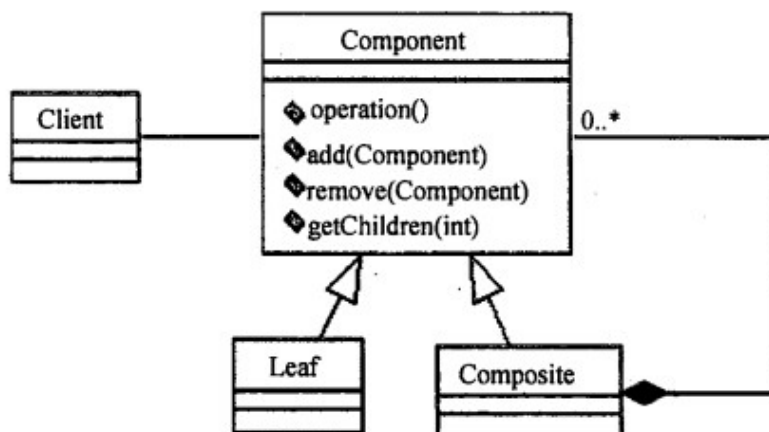 Component
Client
operation()
0..*
add(Component)
remove(Component)
getChildren(int)
Leaf
Composite